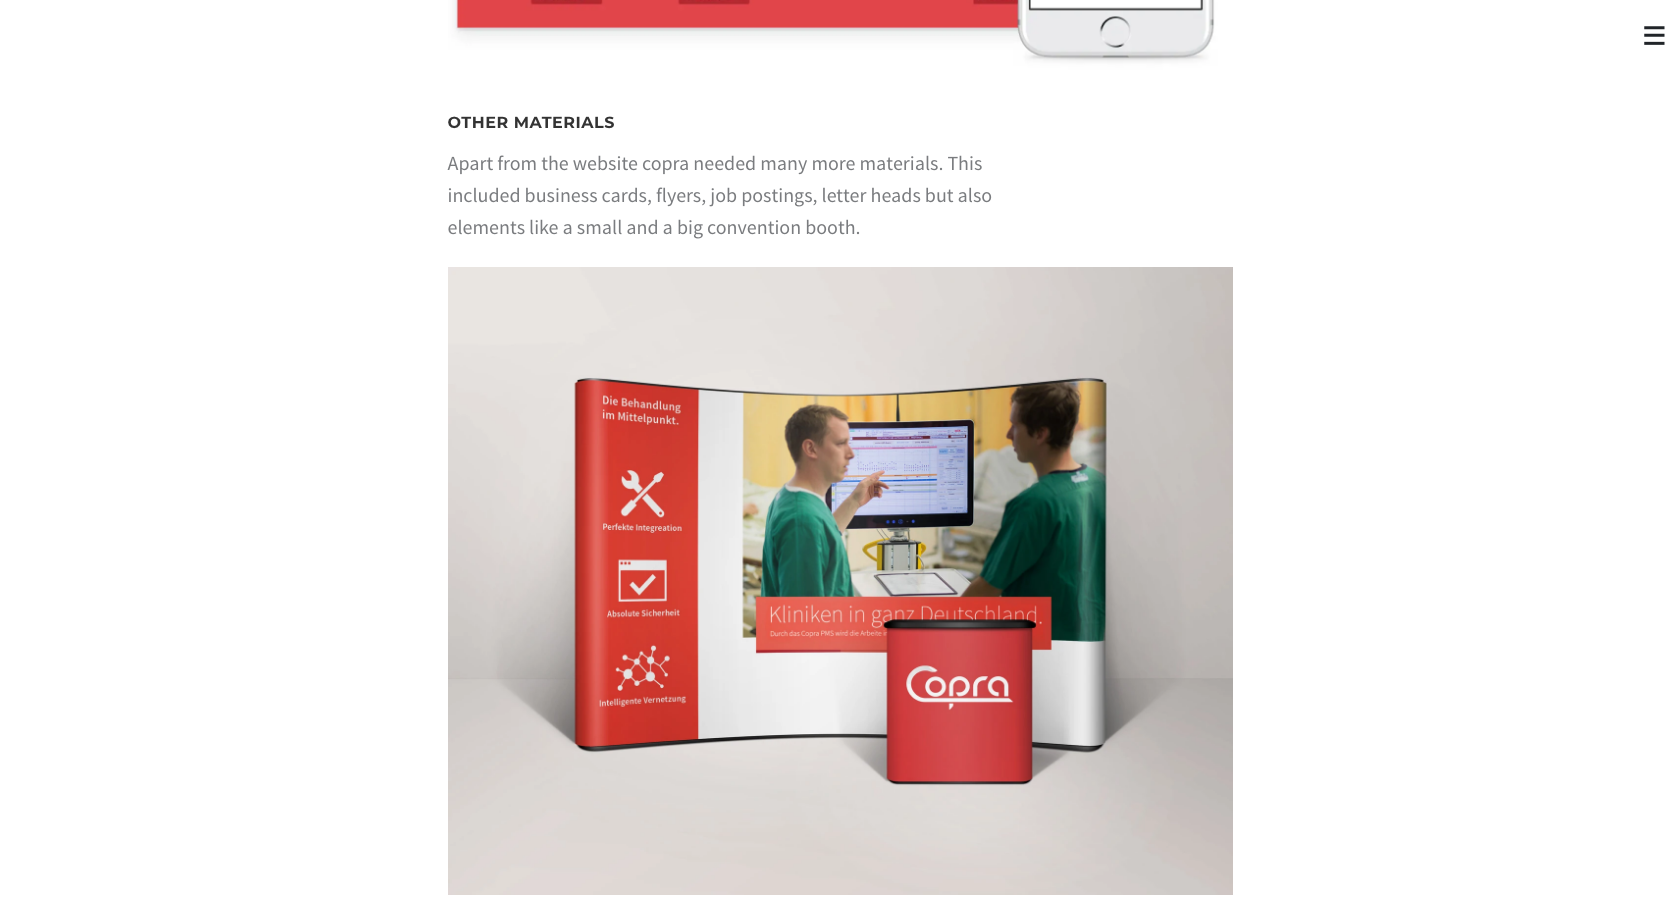 OTHER MATERIALS
Apart from the website copra needed many more materials. This
included business cards, flyers, job postings, letter heads but also
elements like a small and a big convention booth.
Die Behandlung
im Mittelpunkt.
Perfekte Integreation
Absolute Sicherheit
Intelligente Vernetzung
Kliniken in ganz Deutschland.
Durch das Copra PMS wird die Arbeite
Copra